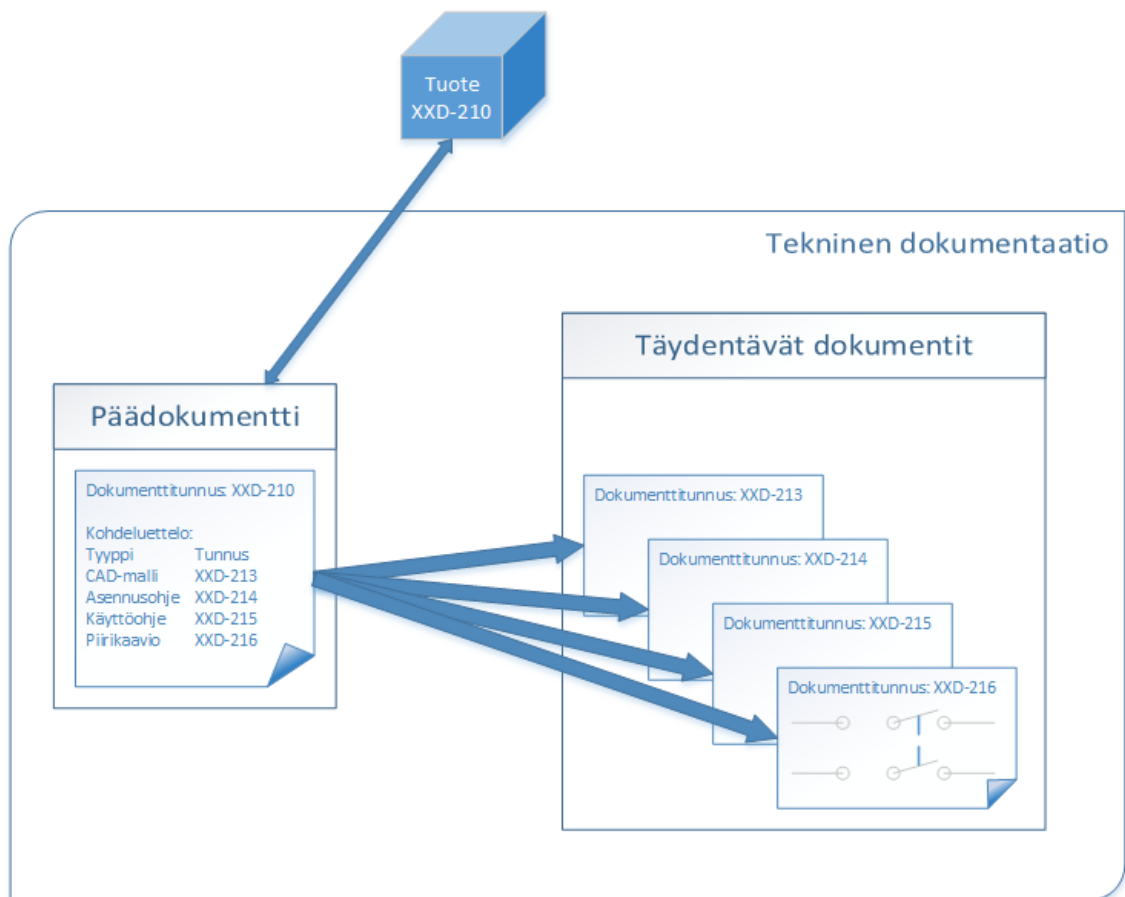 Tuote
XXD-210
Tekninen dokumentaatio
Päädokumentti
Dokumenttitunnus: XXD-210
Kohdeluettelo:
Tyyppi Tunnus
CAD-malli XXD-213
Asennusohje XXD-214
Käyttöohje XXD-215
Piirikaavio XXD-216
Täydentävät dokumentit
Dokumenttitunnus: XXD-213
Dokumenttitunnus: XXD-214
Dokumenttitunnus: XXD-215
Dokumenttitunnus: XXD-216